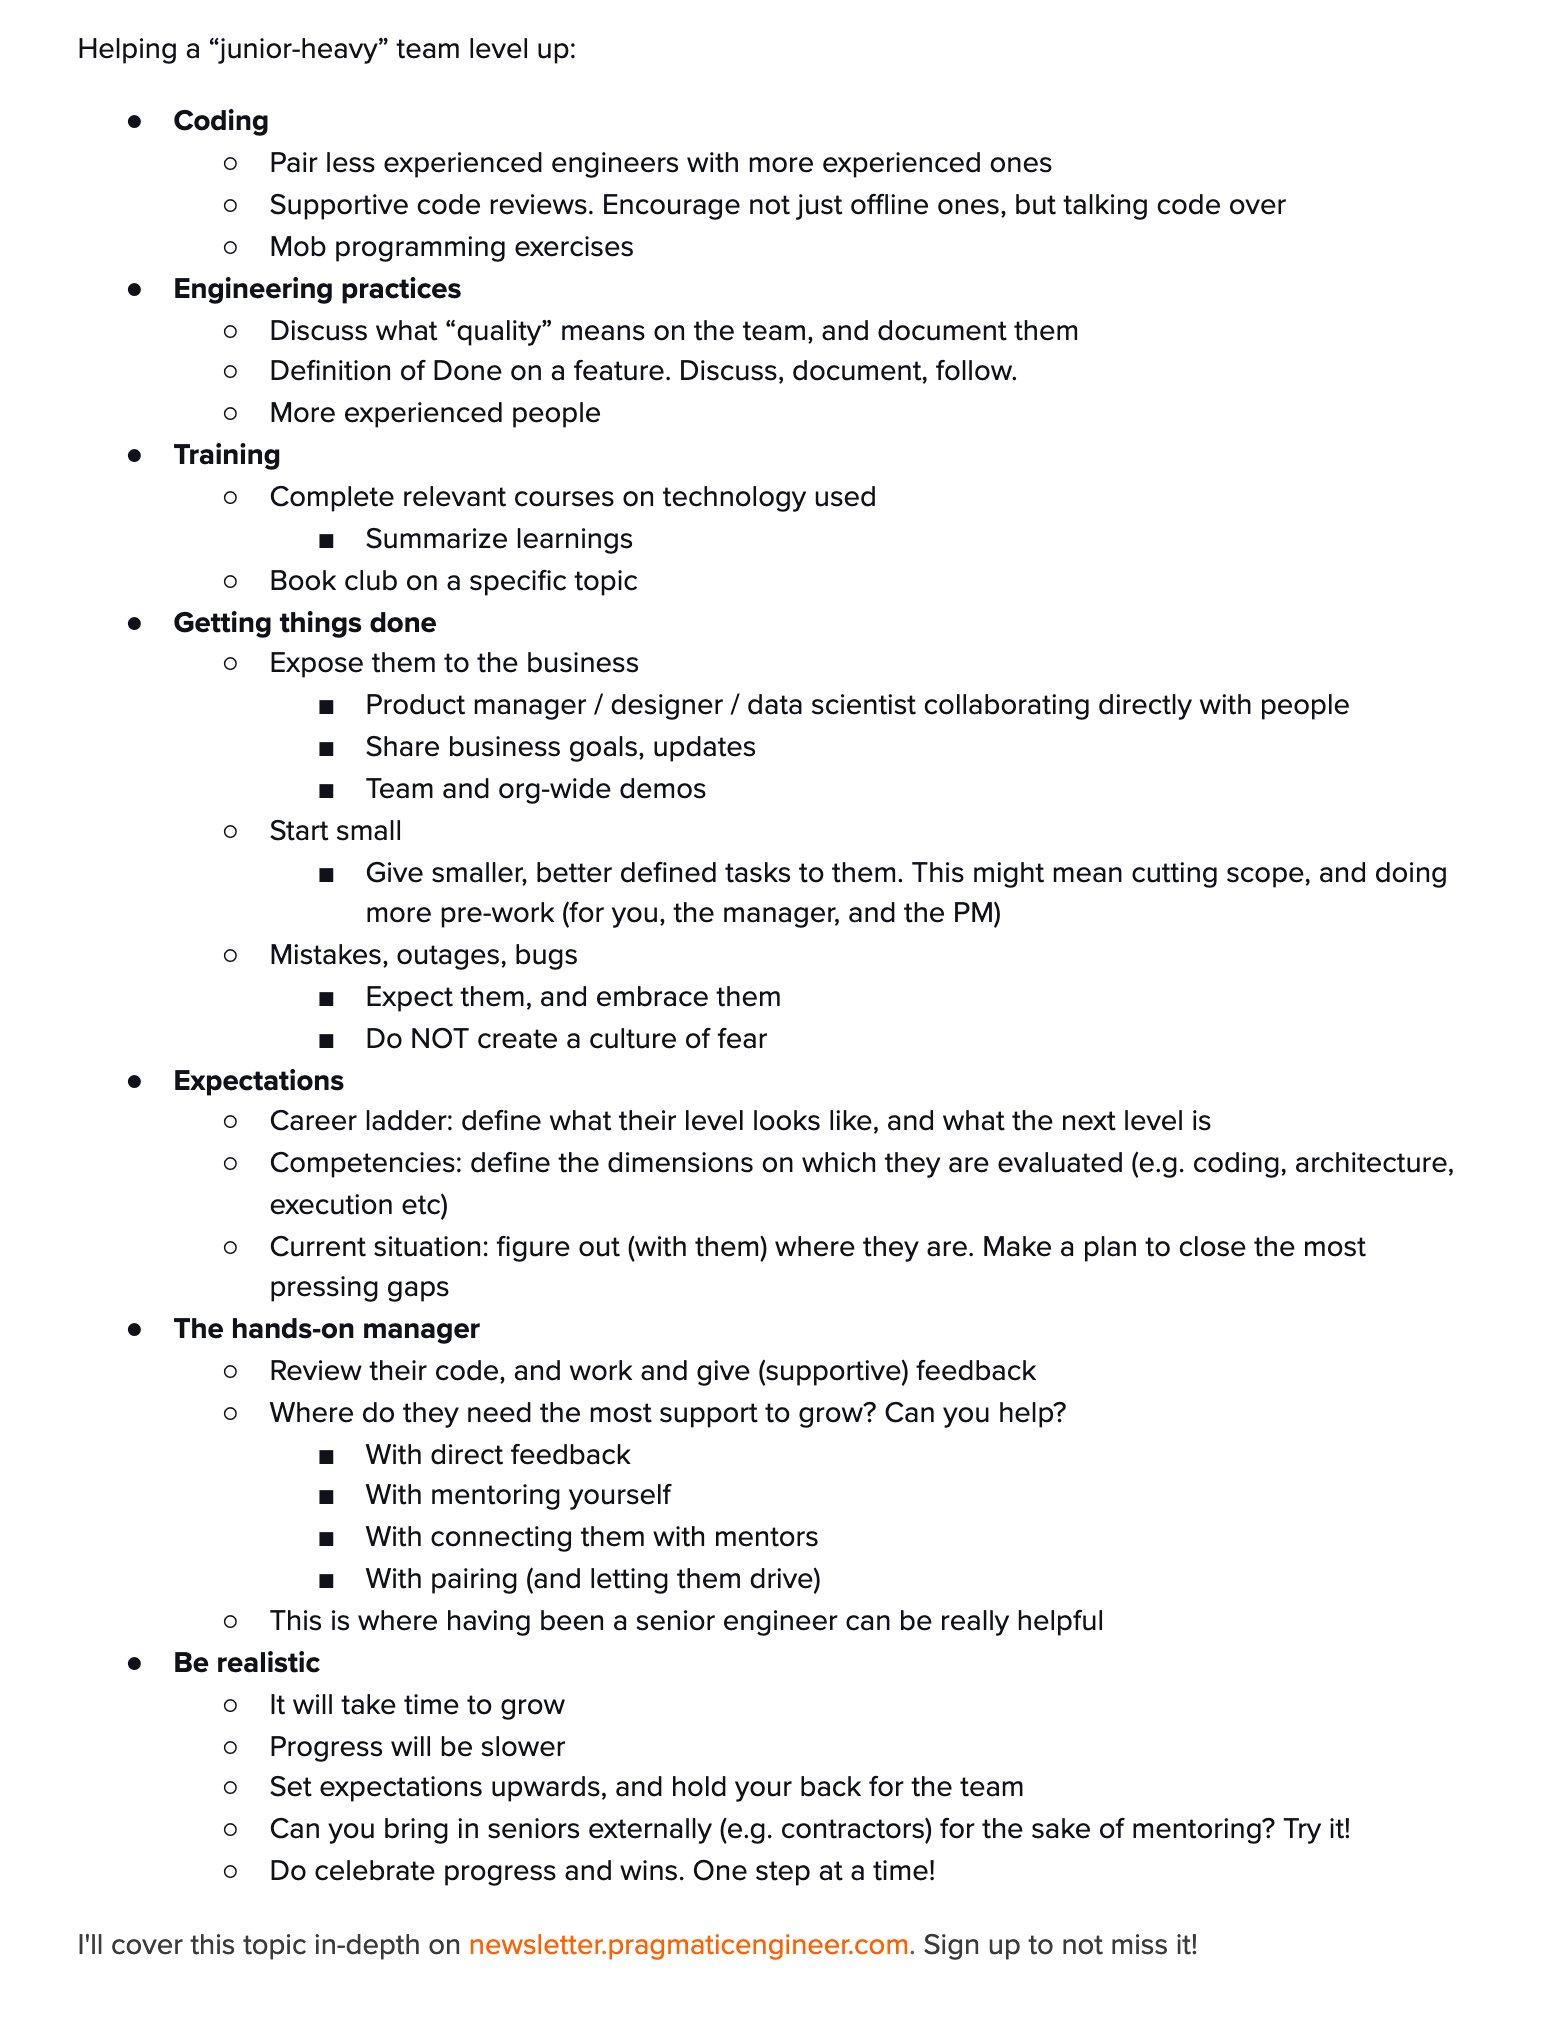 Helping a “junior-heavy” team level up:
● Coding
○ Pair less experienced engineers with more experienced ones
○ Supportive code reviews. Encourage not just offline ones, but talking code over
○ Mob programming exercises
● Engineering practices
○ Discuss what “quality” means on the team, and document them
○ Definition of Done on a feature. Discuss, document, follow.
○ More experienced people
● Training
○ Complete relevant courses on technology used
■ Summarize learnings
○ Book club on a specific topic
● Getting things done
○ Expose them to the business
■ Product manager / designer / data scientist collaborating directly with people
■ Share business goals, updates
■ Team and org-wide demos
○ Start small
■ Give smaller, better defined tasks to them. This might mean cutting scope, and doing
more pre-work (for you, the manager, and the PM)
○ Mistakes, outages, bugs
■ Expect them, and embrace them
■ Do NOT create a culture of fear
● Expectations
○ Career ladder: define what their level looks like, and what the next level is
○ Competencies: define the dimensions on which they are evaluated (e.g. coding, architecture,
execution etc)
○ Current situation: figure out (with them) where they are. Make a plan to close the most
pressing gaps
● The hands-on manager
○ Review their code, and work and give (supportive) feedback
○ Where do they need the most support to grow? Can you help?
■ With direct feedback
■ With mentoring yourself
■ With connecting them with mentors
■ With pairing (and letting them drive)
○ This is where having been a senior engineer can be really helpful
● Be realistic
○ It will take time to grow
○ Progress will be slower
○ Set expectations upwards, and hold your back for the team
○ Can you bring in seniors externally (e.g. contractors) for the sake of mentoring? Try it!
○ Do celebrate progress and wins. One step at a time!
I'll cover this topic in-depth on newsletter.pragmaticengineer.com. Sign up to not miss it!